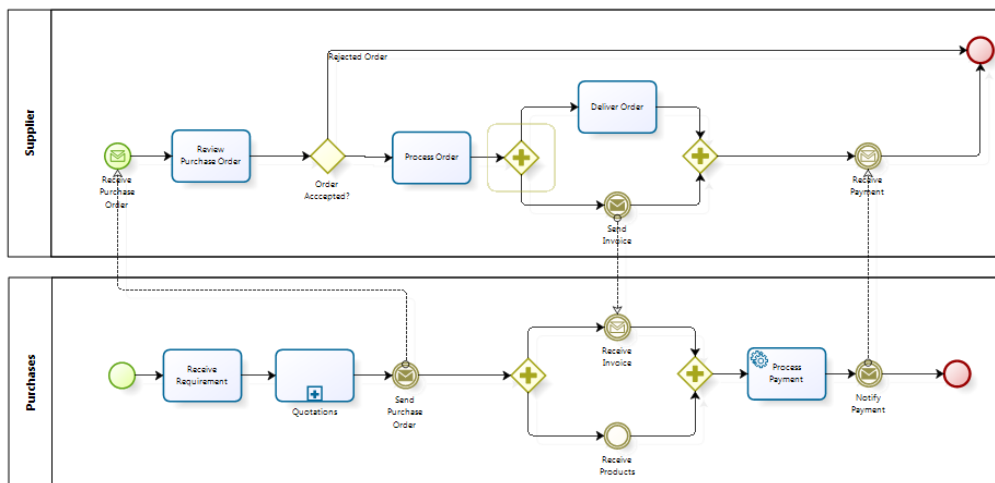 Supplier
Rejected Order
Deliver Order
Review
Purchase Order
Process Order
Receive
Purchase
Order
Order
Acccepted?
Send
Invoice
Receive
Payment
Purchases
Receive
Invoice
Receive
Requirement
Process
Payment
Quotations
Send
Purchase
Order
Notify
Payment
Receive
Products